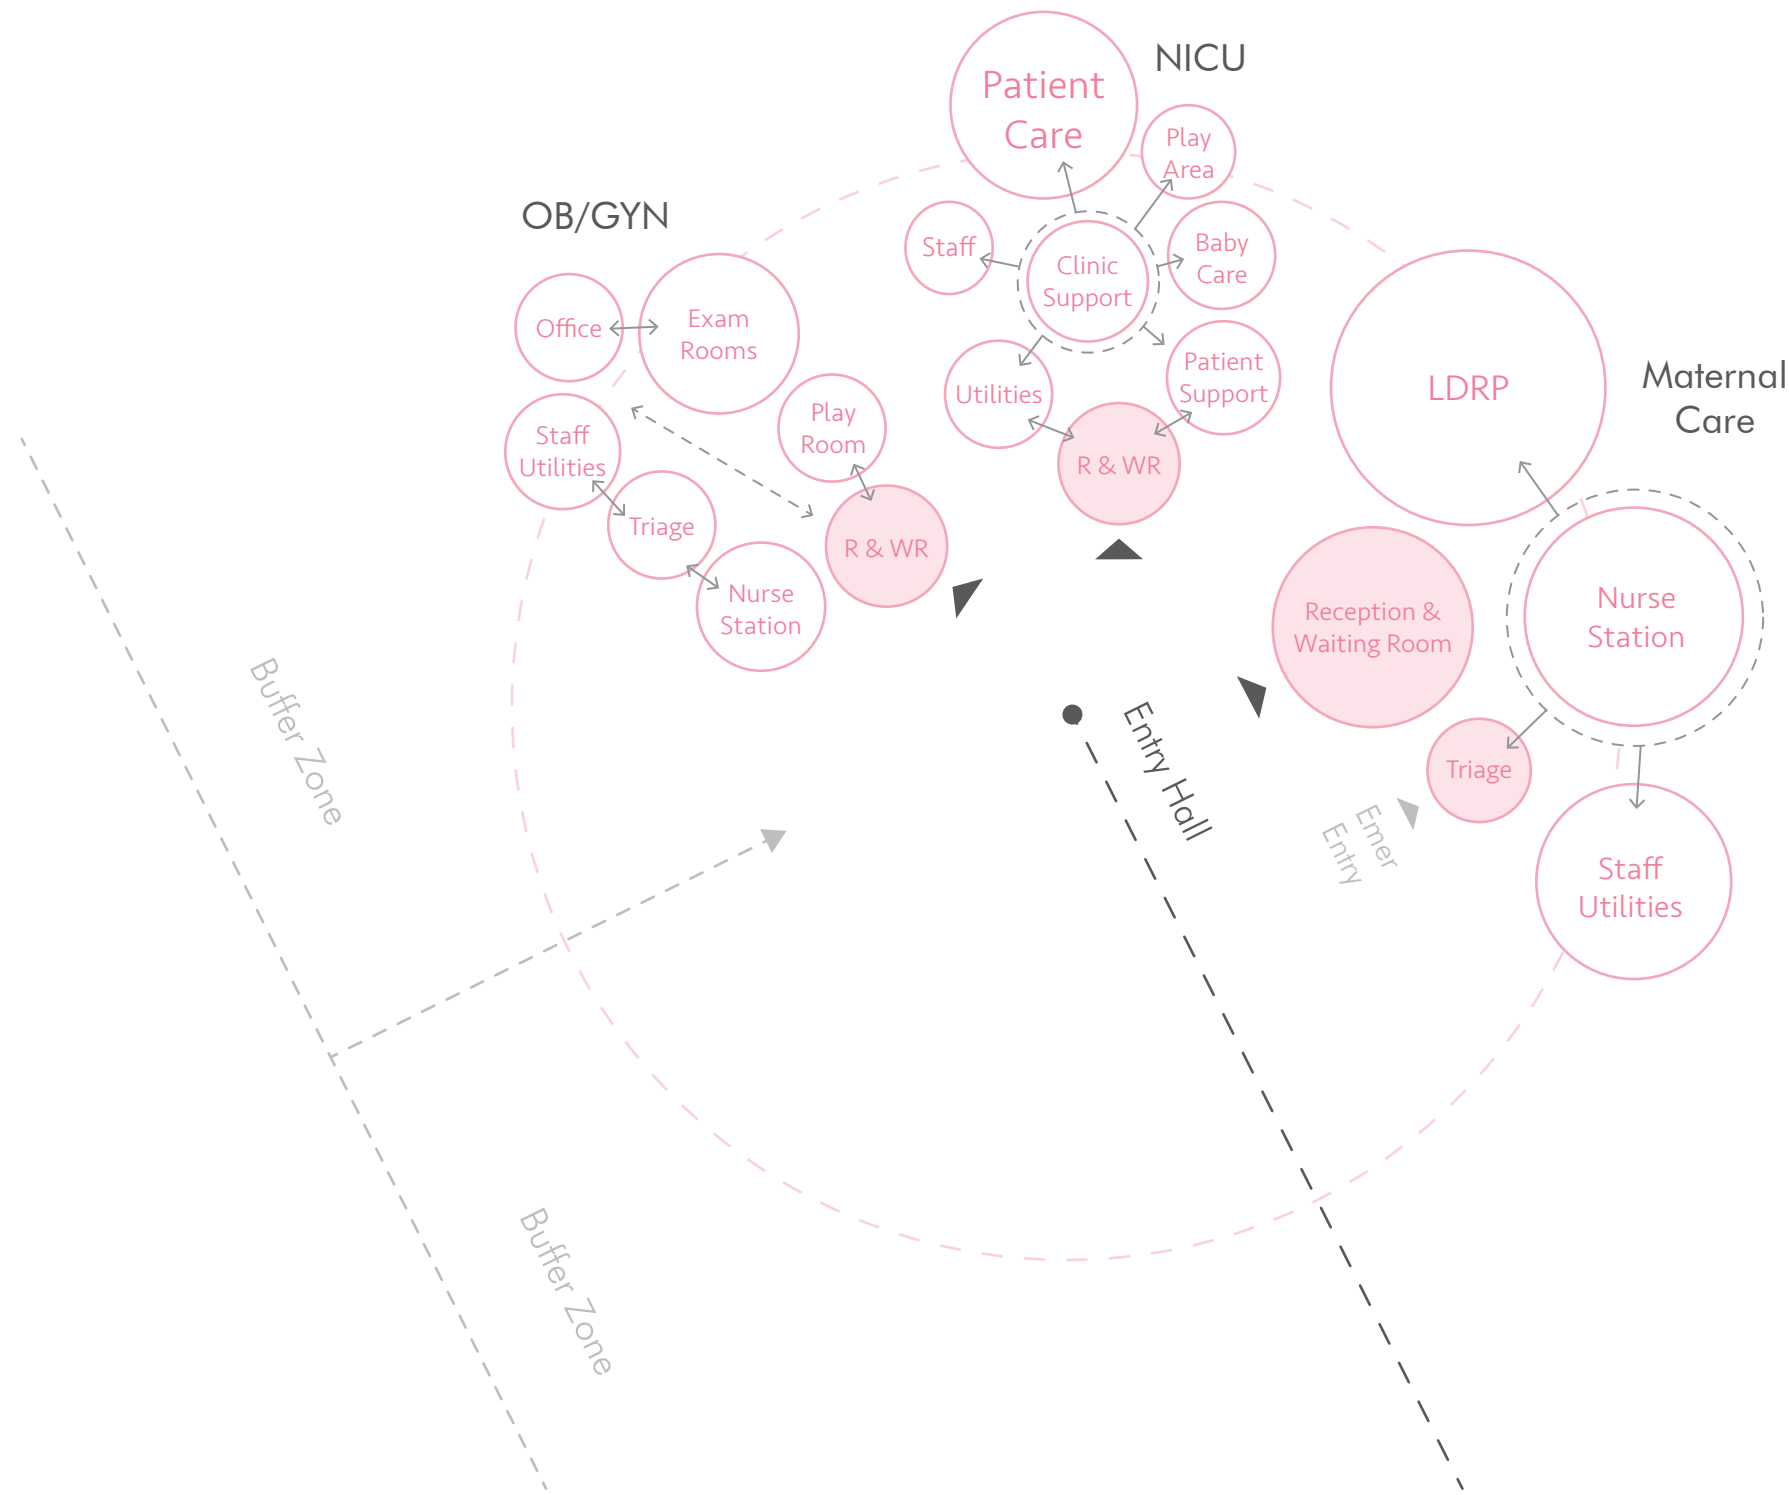 NICU
Patient
Care
Play
Area
Staff
Clinic
Support
Baby
Care
Utilities
Patient
Support
R & WR
OB/GYN
Office
Exam
Rooms
Staff
Utilities
Play
Room
Triage
Nurse
Station
R & WR
Maternal
Care
LDRP
Reception &
Waiting Room
Nurse
Station
Triage
Staff
Utilities
Emer
Entry
Entry Hall
Buffer Zone
Buffer Zone